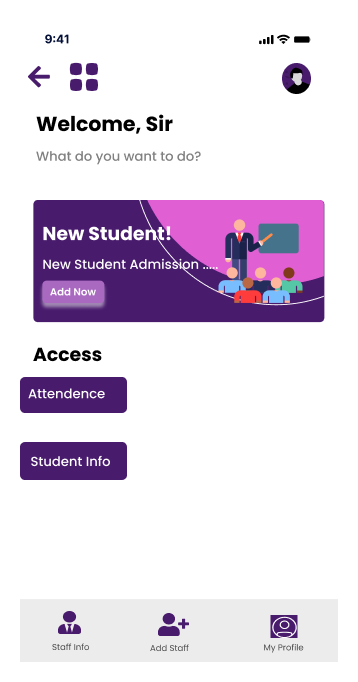 9:41
Welcome, Sir
What do you want to do?
New Student!
New Student Admission .....
Add Now
Access
Attendence
Student Info
Staff Info
Add Staff
My Profile